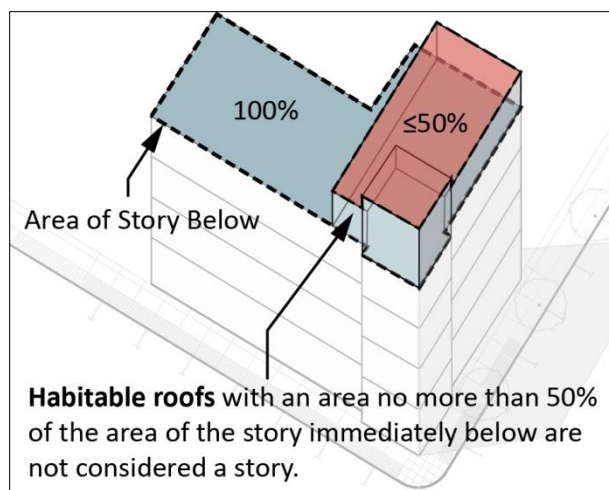 100%
≤50%
Area of Story Below
Habitable roofs with an area no more than 50%
of the area of the story immediately below are
not considered a story.